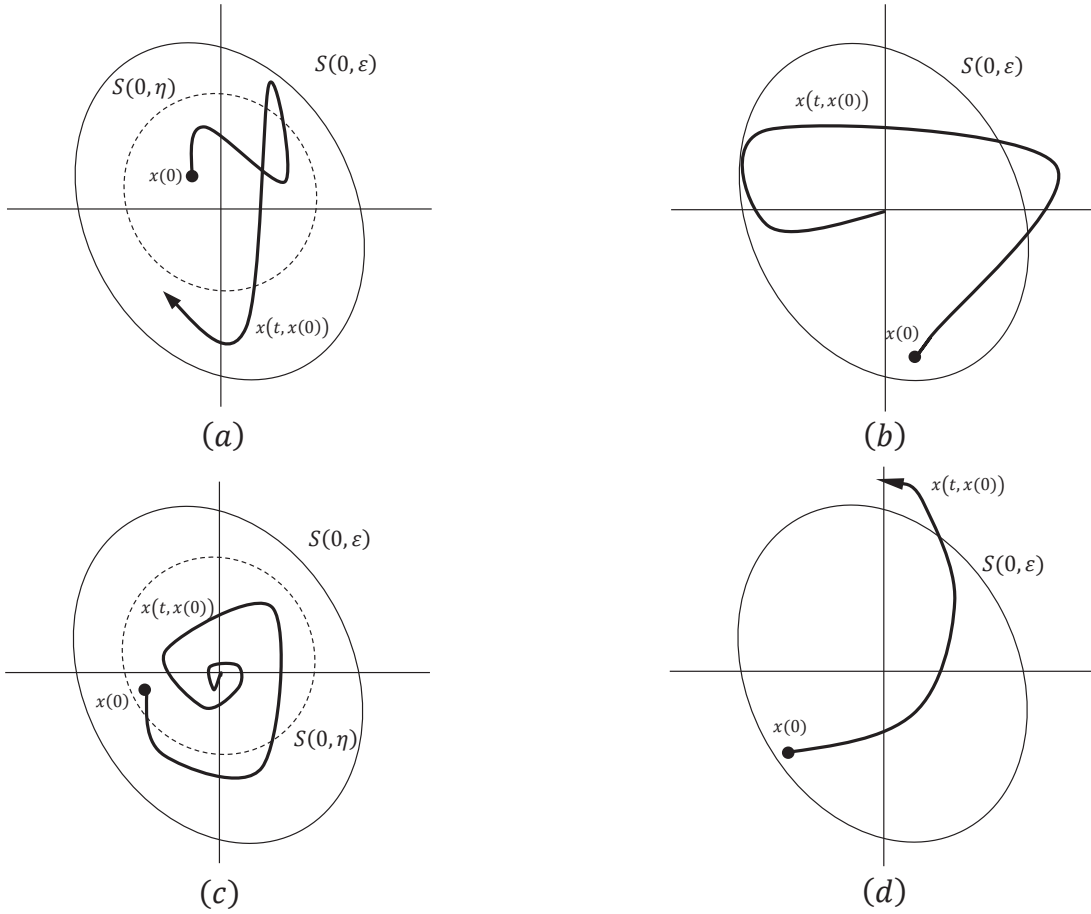 S(0, ε)
S(0, η)
x(0)
x(t, x(0))
(a)
S(0, ε)
x(t, x(0))
x(0)
(b)
S(0, ε)
x(t, x(0))
x(0)
S(0, η)
(c)
x(t, x(0))
S(0, ε)
x(0)
(d)